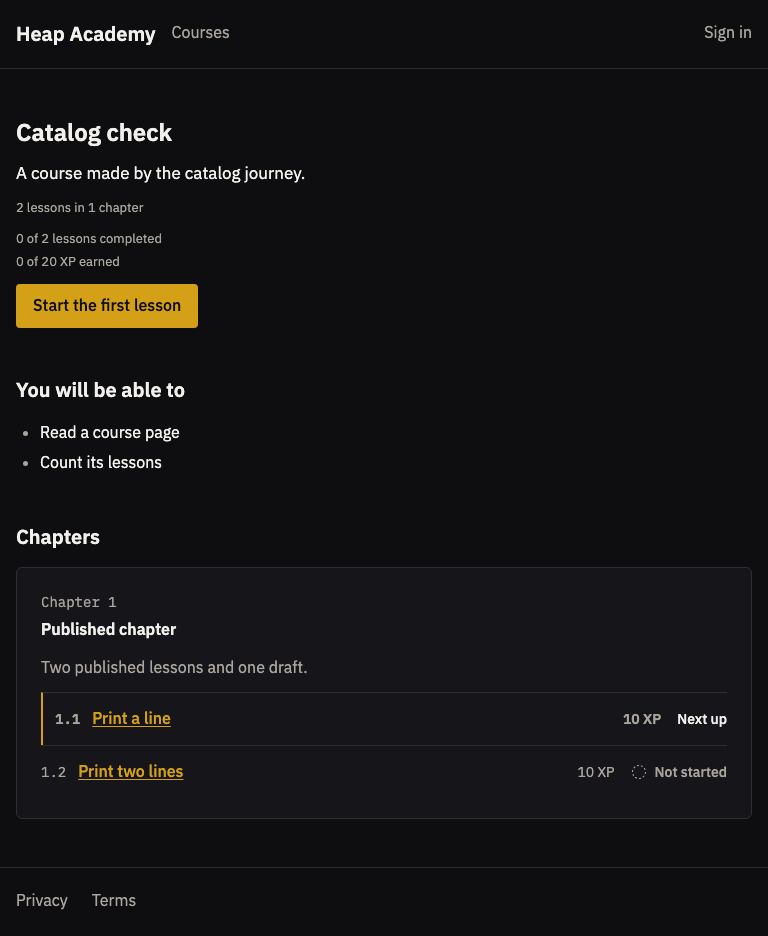 Heap Academy Courses Sign in
Catalog check
A course made by the catalog journey.
2 lessons in 1 chapter
0 of 2 lessons completed
0 of 20 XP earned
Start the first lesson
You will be able to
Read a course page
Count its lessons
Chapters
Chapter 1
Published chapter
Two published lessons and one draft.
1.1 Print a line 10 XP Next up
1.2 Print two lines 10 XP Not started
Privacy Terms